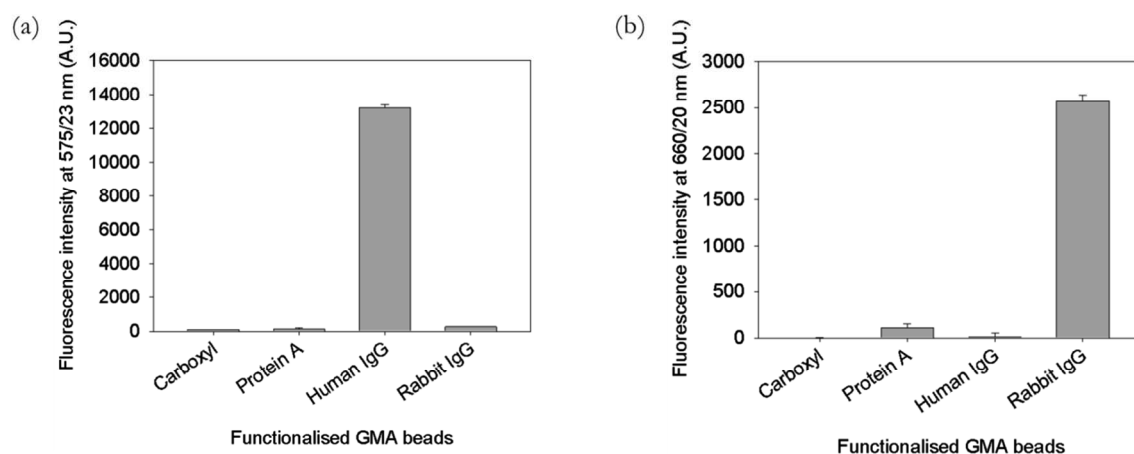 (a)
Fluorescence intensity at 575/23 nm (A.U.)
16000
14000
12000
10000
8000
6000
4000
2000
0
Carboxyl
Protein A
Human IgG
Rabbit IgG
Functionalised GMA beads
(b)
Fluorescence intensity at 660/20 nm (A.U.)
3000
2500
2000
1500
1000
500
0
Carboxyl
Protein A
Human IgG
Rabbit IgG
Functionalised GMA beads